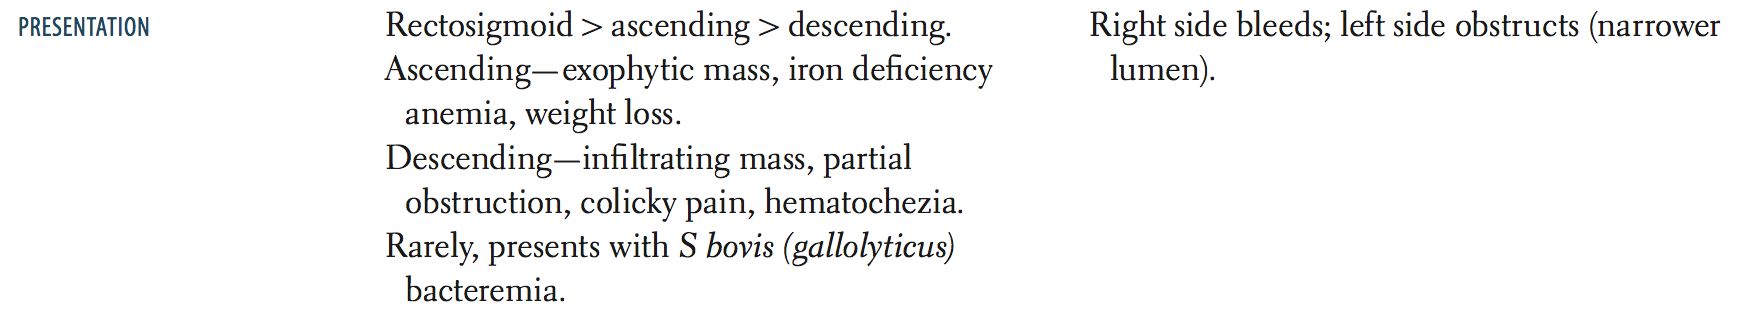 PRESENTATION
Rectosigmoid > ascending > descending.
Ascending—exophytic mass, iron deficiency
anemia, weight loss.
Descending—infiltrating mass, partial
obstruction, colicky pain, hematochezia.
Rarely, presents with S bovis (gallolyticus)
bacteremia.
Right side bleeds; left side obstructs (narrower
lumen).